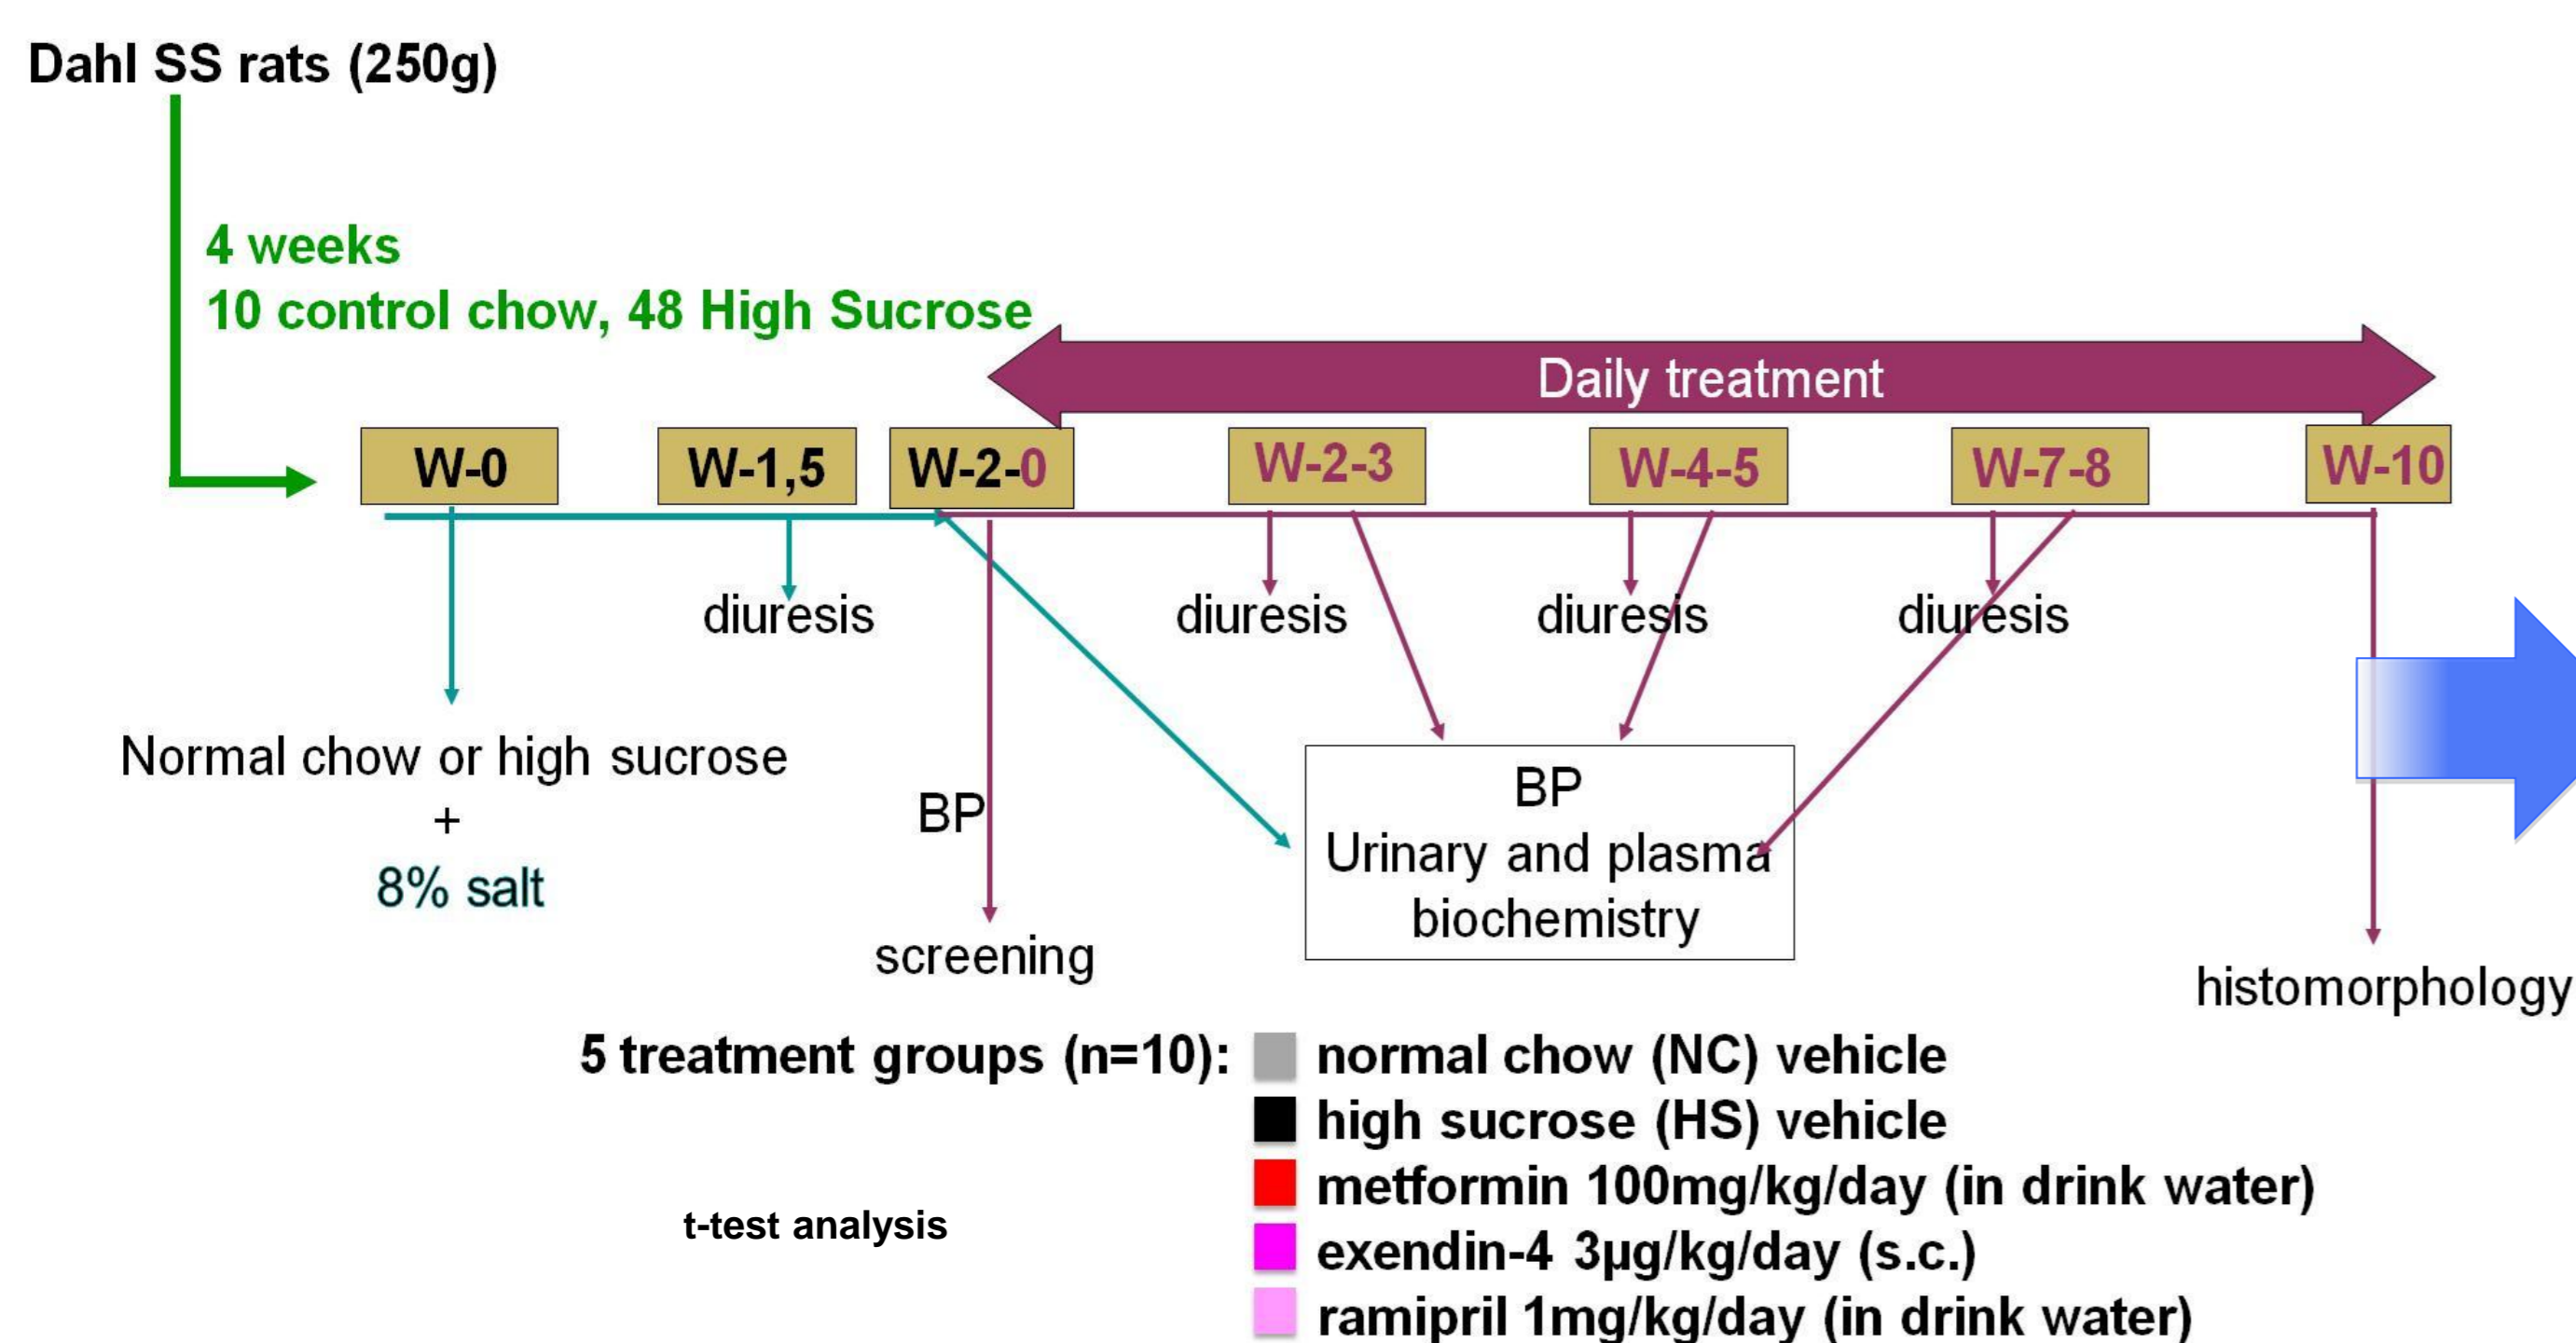 Dahl SS rats (250g)
4 weeks
10 control chow, 48 High Sucrose
Daily treatment
W-0
W-1,5
W-2-0
W-2-3
W-4-5
W-7-8
W-10
diuresis
diuresis
diuresis
diuresis
Normal chow or high sucrose
+
8% salt
BP
screening
BP
Urinary and plasma
biochemistry
histomorphology
5 treatment groups (n=10):
normal chow (NC) vehicle
high sucrose (HS) vehicle
metformin 100mg/kg/day (in drink water)
exendin-4 3µg/kg/day (s.c.)
ramipril 1mg/kg/day (in drink water)
t-test analysis